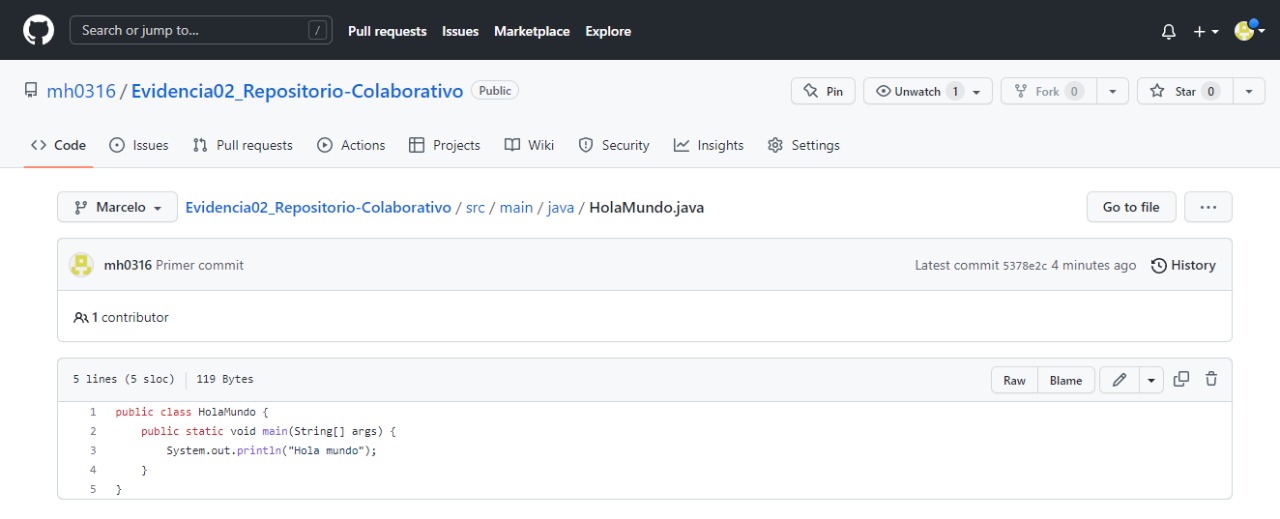 Search or jump to... /
Pull requests Issues Marketplace Explore
mh0316 / Evidencia02_Repositorio-Colaborativo Public
Pin Unwatch 1 Fork 0 Star 0
Code Issues Pull requests Actions Projects Wiki Security Insights Settings
Marcelo Evidencia02_Repositorio-Colaborativo / src / main / java / HolaMundo.java Go to file ...
mh0316 Primer commit Latest commit 5378e2c 4 minutes ago History
1 contributor
5 lines (5 sloc) 119 Bytes Raw Blame
1 public class HolaMundo {
2     public static void main(String[] args) {
3         System.out.println("Hola mundo");
4     }
5 }